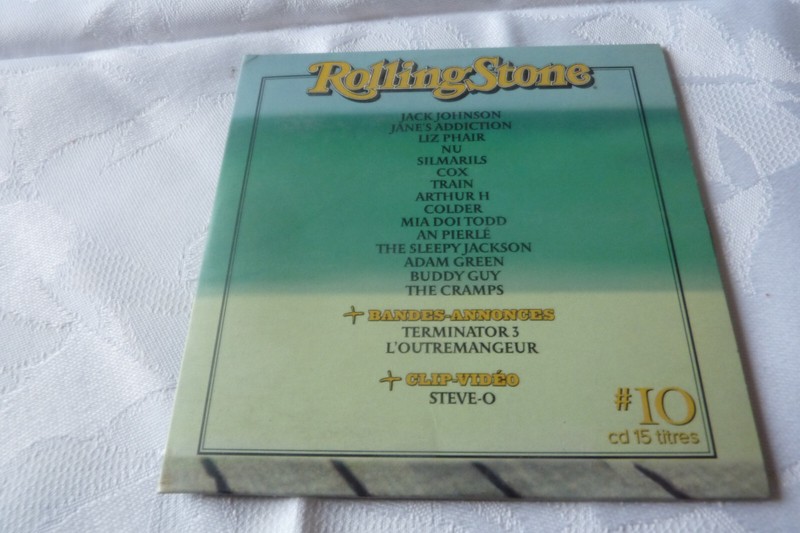 Rolling Stone
JACK JOHNSON
JANE'S ADDICTION
LIZ PHAIR
NU
SILMARILS
COX
TRAIN
ARTHUR H
COLDER
MIA DOI TODD
AN PIERLÉ
THE SLEEPY JACKSON
ADAM GREEN
BUDDY GUY
THE CRAMPS
+ BANDES-ANNONCES
TERMINATOR 3
L'OUTREMANGEUR
+ CLIP-VIDÉO
STEVE-O
#10
cd 15 titres